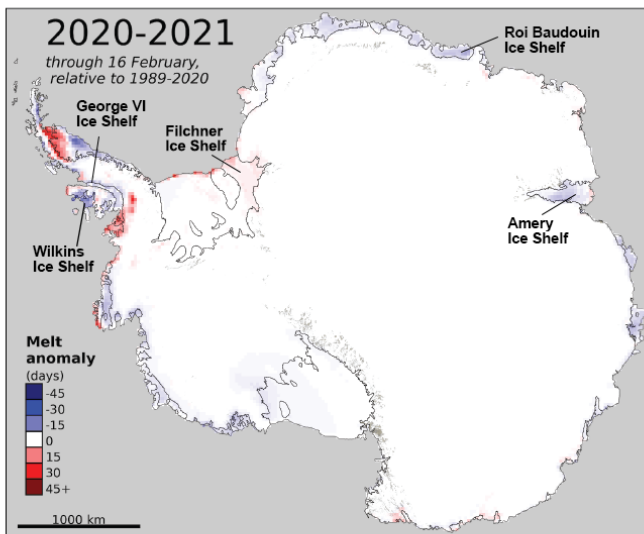 2020-2021
through 16 February,
relative to 1989-2020
Roi Baudouin
Ice Shelf
George VI
Ice Shelf
Filchner
Ice Shelf
Amery
Ice Shelf
Wilkins
Ice Shelf
Melt
anomaly
(days)
-45
-30
-15
0
15
30
45+
1000 km